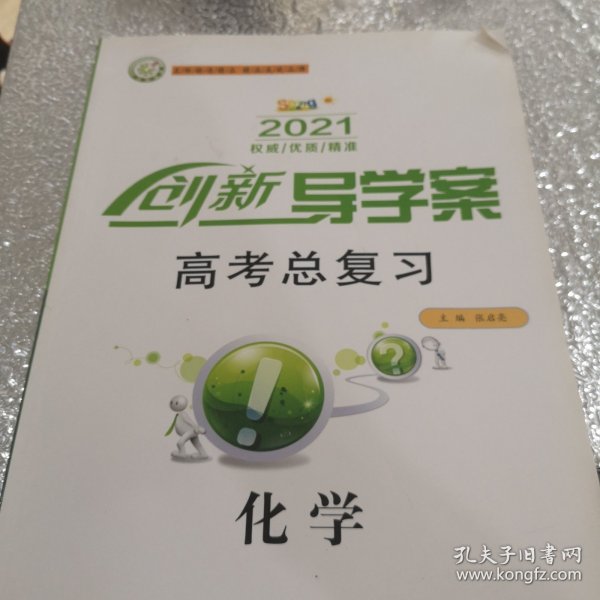 2021
权威/优质/精准
创新导学案
高考总复习
主编 张启亮
化学
孔夫子旧书网
www.kongfz.com